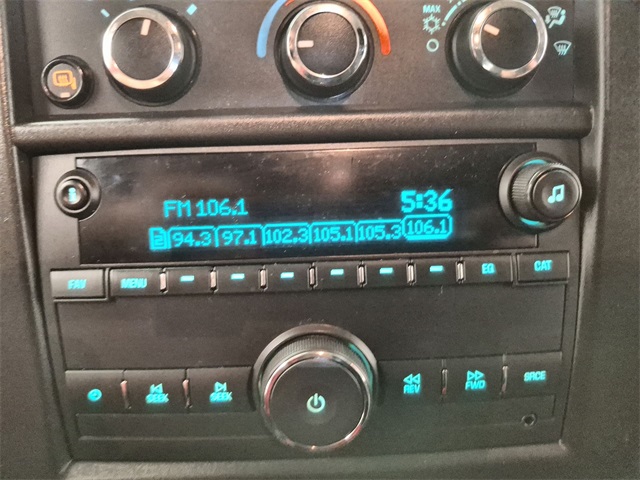 MAX
FM 106.1 5:36
94.3 97.1 102.3 105.1 105.3 106.1
FAV MENU EQ CAT
SEEK SEEK REV FWD SRCE